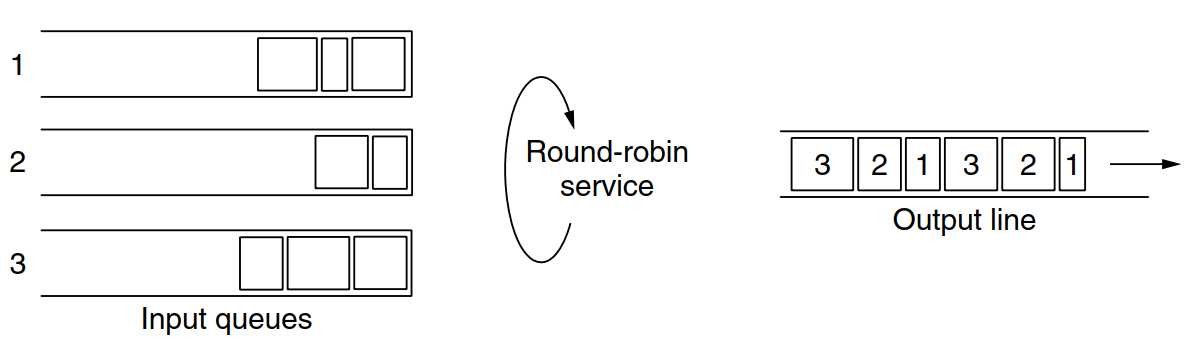 1
2
3
Input queues
Round-robin
service
3 2 1 3 2 1
Output line